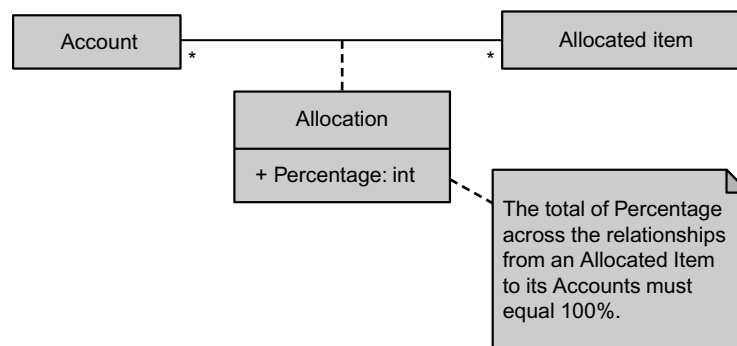 Account
Allocated item
*
*
Allocation
+ Percentage: int
The total of Percentage
across the relationships
from an Allocated Item
to its Accounts must
equal 100%.